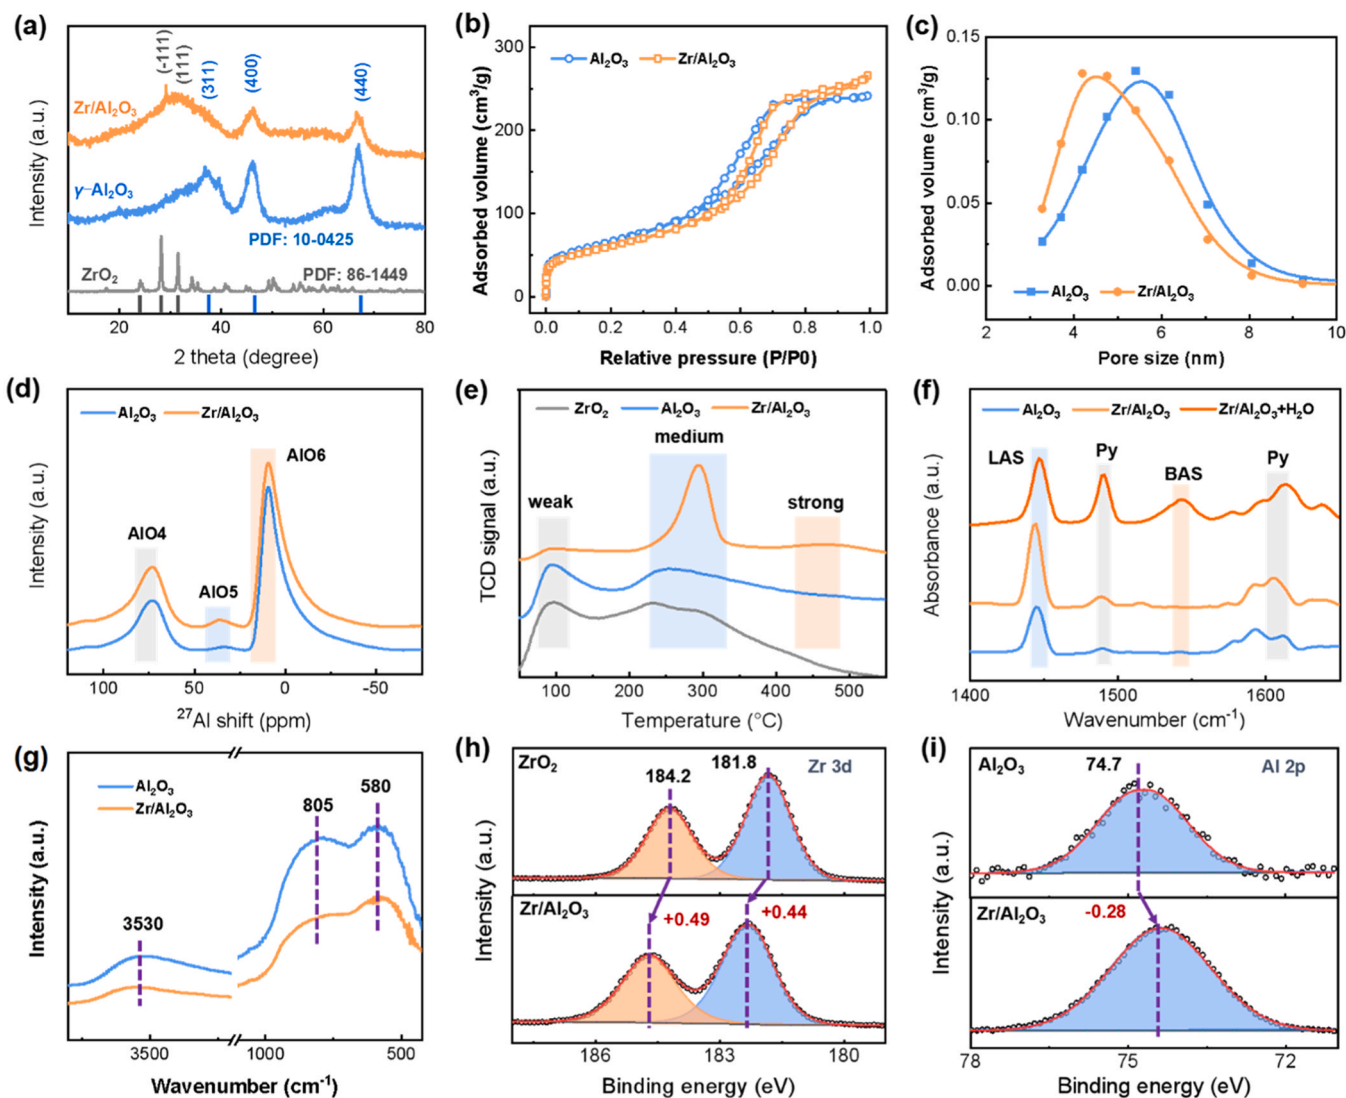 (a)
(-111)
(111)
(311)
(400)
(440)
Zr/Al₂O₃
γ-Al₂O₃
PDF: 10-0425
ZrO₂
PDF: 86-1449
Intensity (a.u.)
20 40 60 80
2 theta (degree)
(b)
Al₂O₃ Zr/Al₂O₃
Adsorbed volume (cm³/g)
300
200
100
0
0.0 0.2 0.4 0.6 0.8 1.0
Relative pressure (P/P0)
(c)
Adsorbed volume (cm³/g)
0.15
0.10
0.05
0.00
Al₂O₃ Zr/Al₂O₃
2 4 6 8 10
Pore size (nm)
(d)
Al₂O₃ Zr/Al₂O₃
AlO6
AlO4
AlO5
Intensity (a.u.)
100 50 0 -50
²⁷Al shift (ppm)
(e)
ZrO₂ Al₂O₃ Zr/Al₂O₃
medium
weak
strong
TCD signal (a.u.)
100 200 300 400 500
Temperature (°C)
(f)
Al₂O₃ Zr/Al₂O₃ Zr/Al₂O₃+H₂O
LAS
Py
BAS
Py
Absorbance (a.u.)
1400 1500 1600
Wavenumber (cm⁻¹)
(g)
Al₂O₃
Zr/Al₂O₃
805
580
3530
Intensity (a.u.)
3500 1000 500
Wavenumber (cm⁻¹)
(h)
ZrO₂
184.2
181.8
Zr 3d
Zr/Al₂O₃
+0.49
+0.44
Intensity (a.u.)
186 183 180
Binding energy (eV)
(i)
Al₂O₃
74.7
Al 2p
Zr/Al₂O₃
-0.28
Intensity (a.u.)
78 75 72
Binding energy (eV)